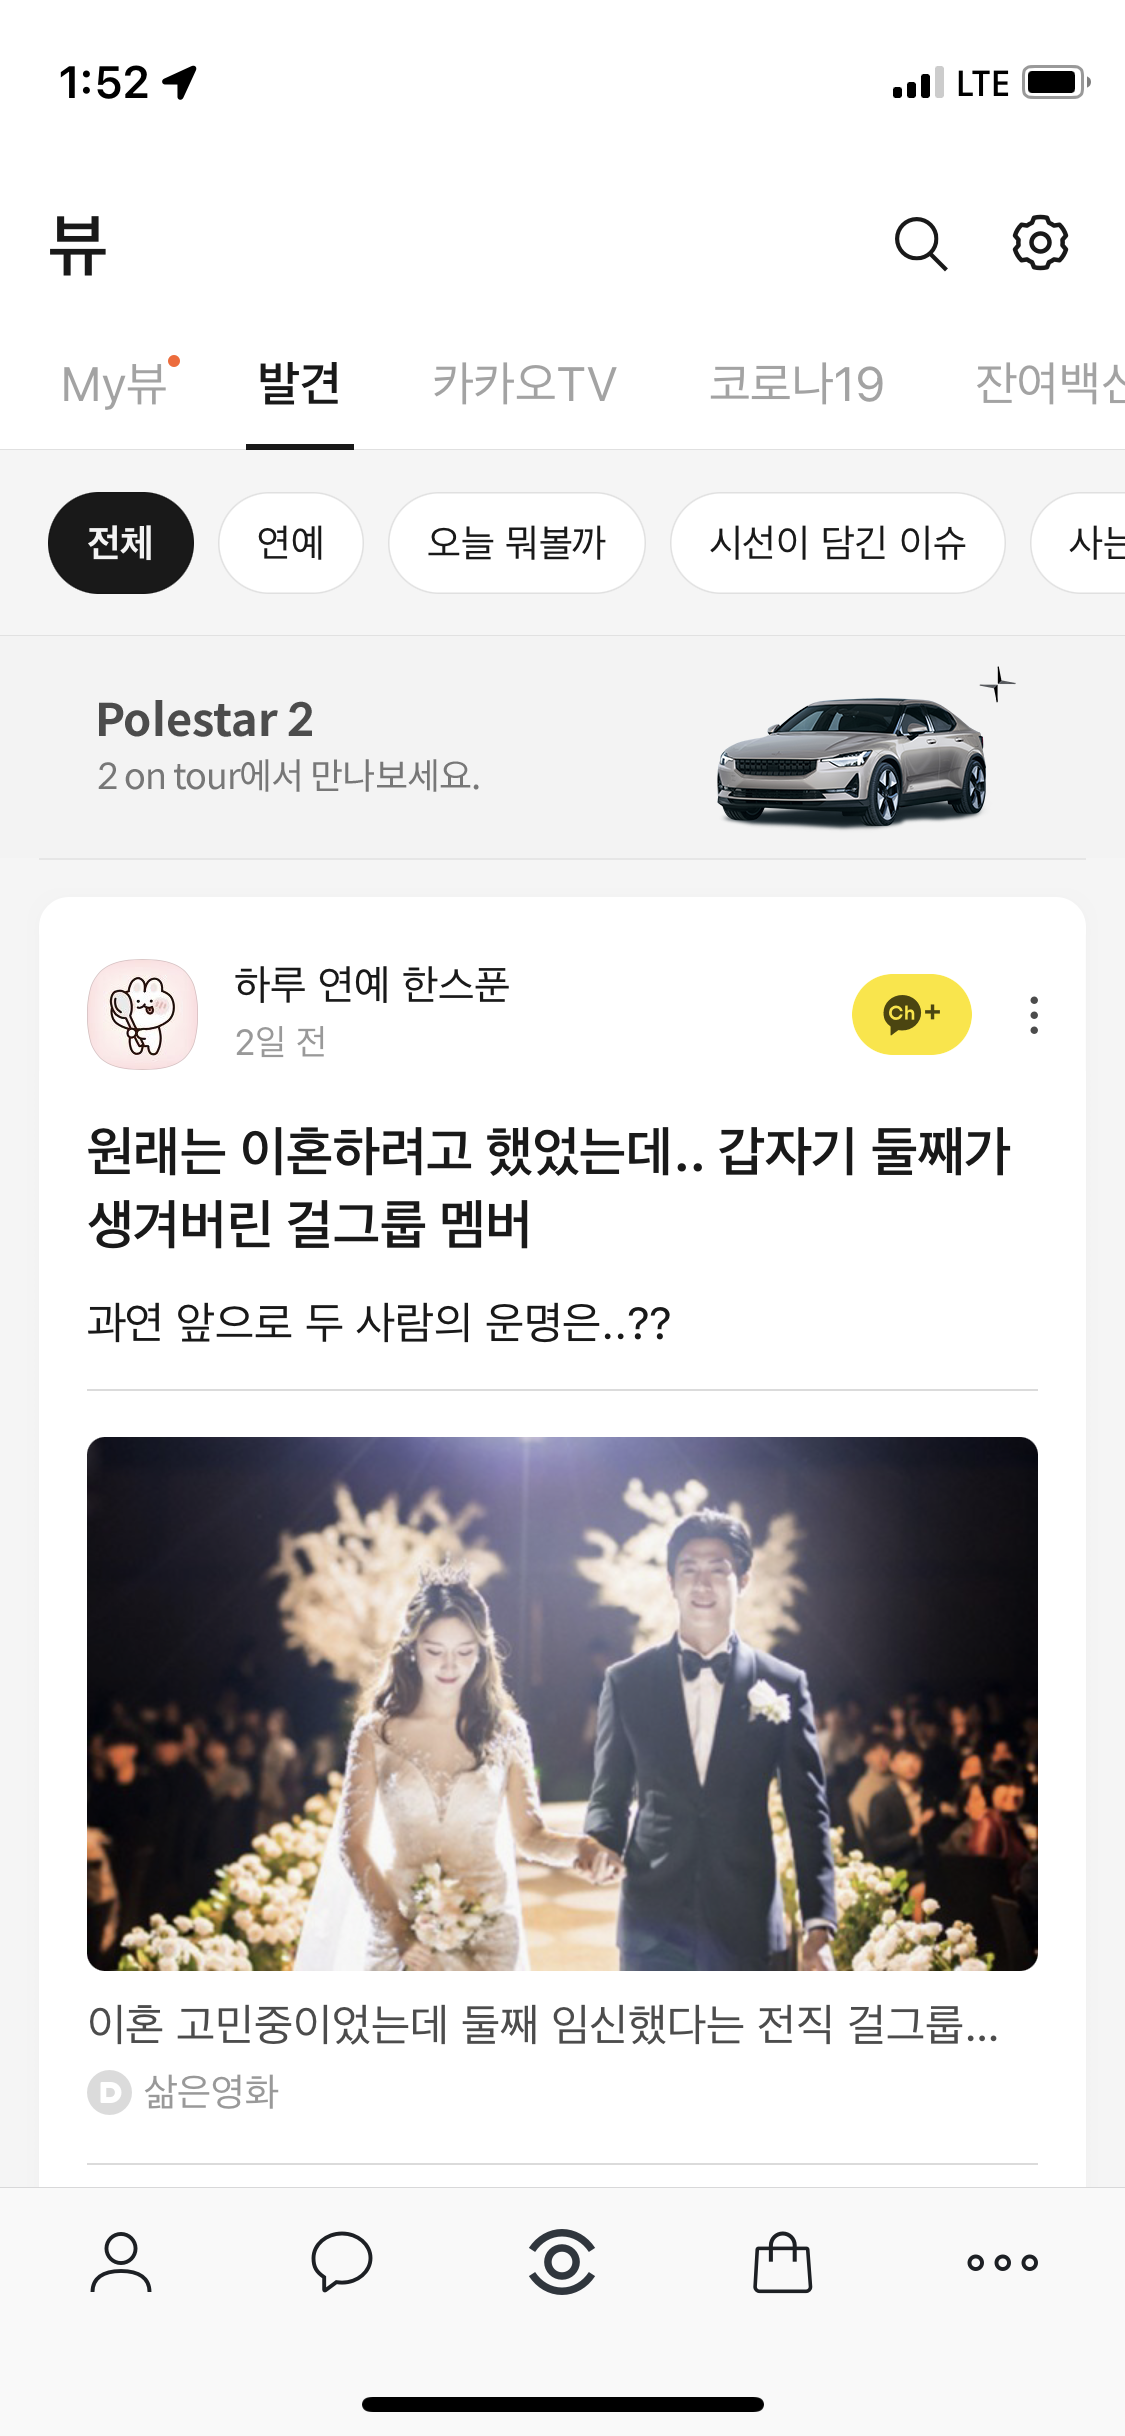 1:52
LTE
뷰
My뷰
발견
카카오TV
코로나19
잔여백신
전체
연예
오늘 뭐볼까
시선이 담긴 이슈
사는
Polestar 2
2 on tour에서 만나보세요.
하루 연예 한스푼
2일 전
Ch+
원래는 이혼하려고 했었는데.. 갑자기 둘째가
생겨버린 걸그룹 멤버
과연 앞으로 두 사람의 운명은..??
이혼 고민중이었는데 둘째 임신했다는 전직 걸그룹...
D 삶은영화